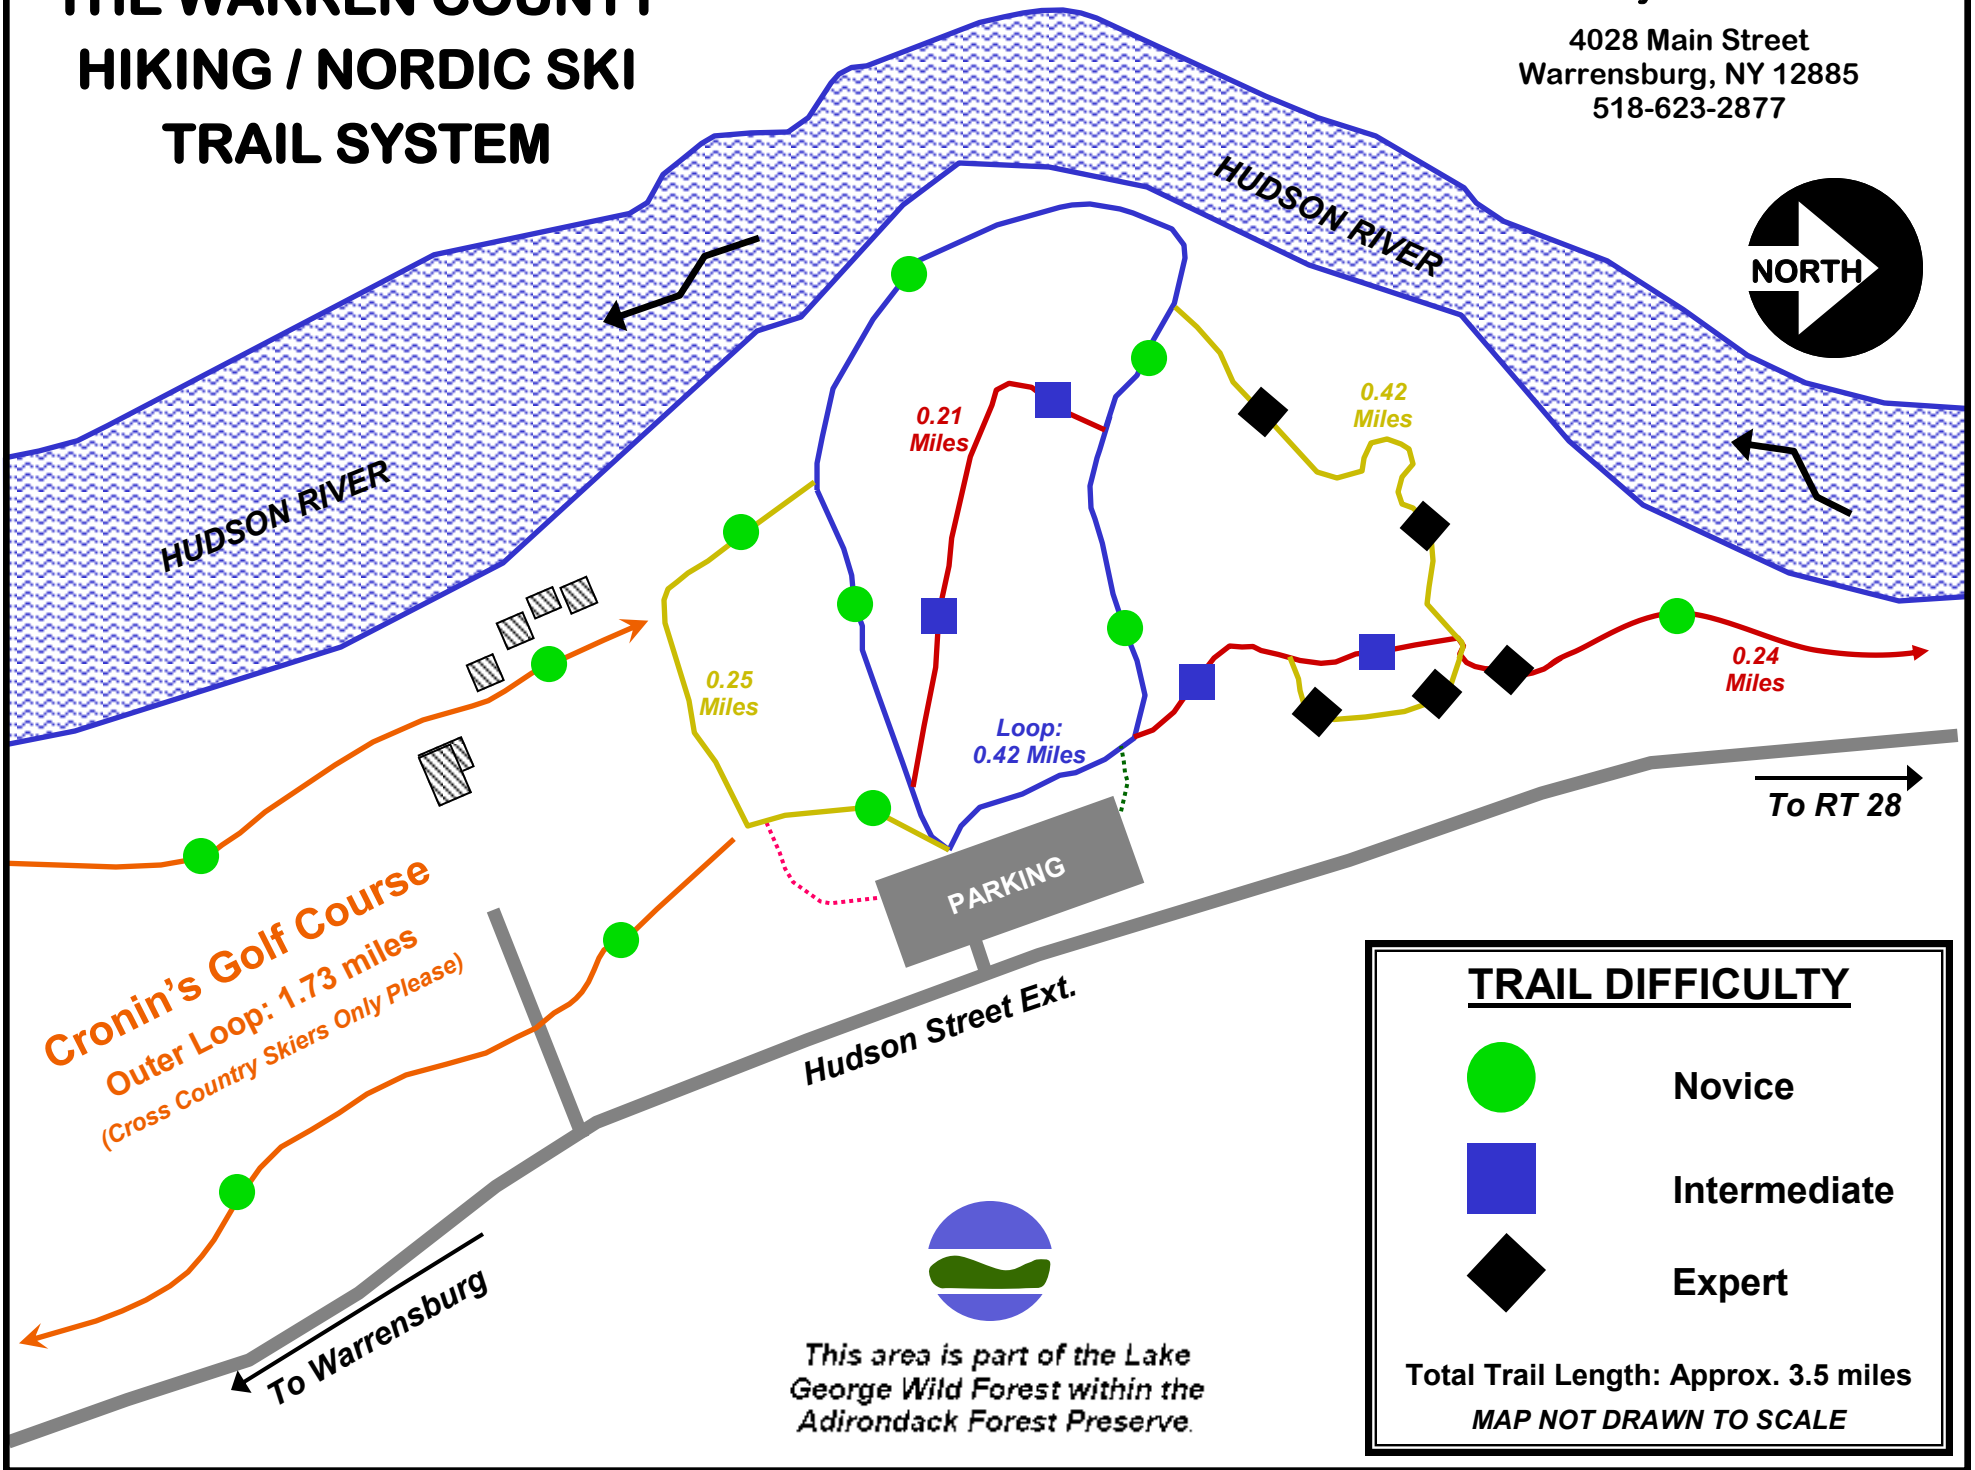 THE WARREN COUNTY
HIKING / NORDIC SKI
TRAIL SYSTEM
4028 Main Street
Warrensburg, NY 12885
518-623-2877
HUDSON RIVER
NORTH
0.42
Miles
0.21
Miles
HUDSON RIVER
0.25
Miles
0.24
Miles
Loop:
0.42 Miles
To RT 28
PARKING
Cronin's Golf Course
Outer Loop: 1.73 miles
(Cross Country Skiers Only Please)
Hudson Street Ext.
To Warrensburg
TRAIL DIFFICULTY
Novice
Intermediate
Expert
Total Trail Length: Approx. 3.5 miles
MAP NOT DRAWN TO SCALE
This area is part of the Lake
George Wild Forest within the
Adirondack Forest Preserve.